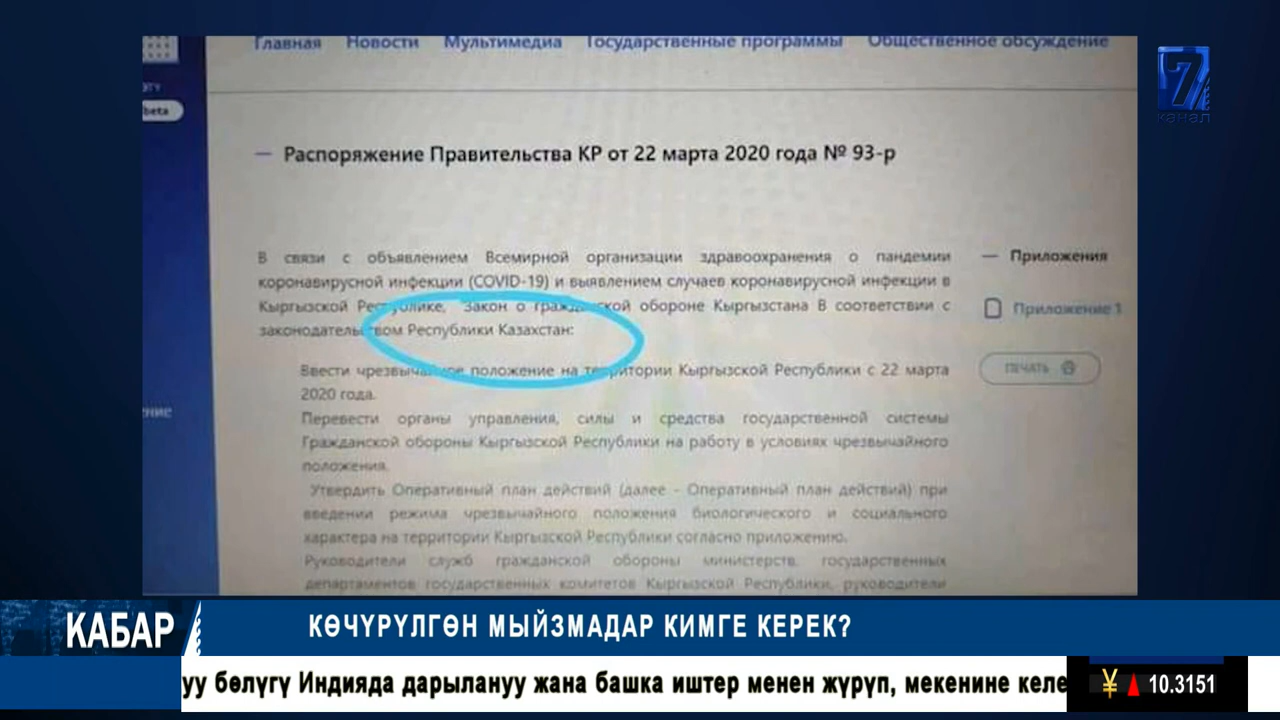 Главная Новости Мультимедиа Государственные программы Общественное обсуждение
beta
7
канал
— Распоряжение Правительства КР от 22 марта 2020 года № 93-р
В связи с объявлением Всемирной организации здравоохранения о пандемии
коронавирусной инфекции (COVID-19) и выявлением случаев коронавирусной инфекции в
Кыргызской Республике, Закон о гражданской обороне Кыргызстана В соответствии с
законодательством Республики Казахстан:
— Приложения
Приложение 1
ПЕЧАТЬ
Ввести чрезвычайное положение на территории Кыргызской Республики с 22 марта
2020 года.
Перевести органы управления, силы и средства государственной системы
Гражданской обороны Кыргызской Республики на работу в условиях чрезвычайного
положения.
Утвердить Оперативный план действий (далее - Оперативный план действий) при
введении режима чрезвычайного положения биологического и социального
характера на территории Кыргызской Республики согласно приложению.
Руководители служб гражданской обороны министерств, государственных
департаментов государственных комитетов Кыргызской Республики, руководители
КАБАР
КӨЧҮРҮЛГӨН МЫЙЗМАДАР КИМГЕ КЕРЕК?
уу бөлүгү Индияда дарылануу жана башка иштер менен жүрүп, мекенине келе
¥ ▲ 10.3151